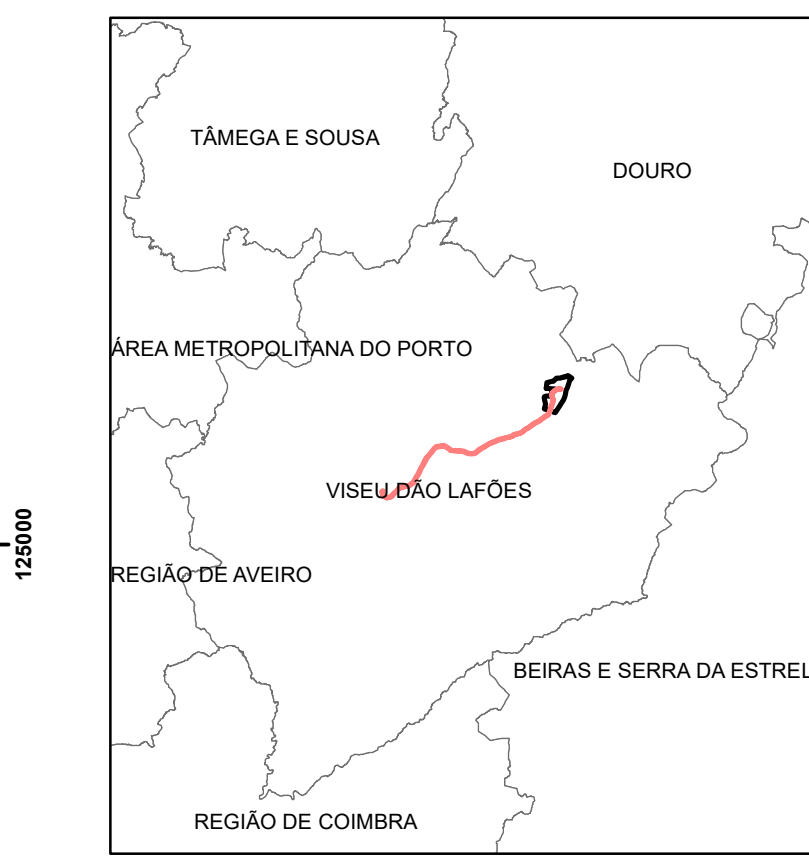 TÂMEGA E SOUSA
DOURO
ÁREA METROPOLITANA DO PORTO
VISEU DÃO LAFÕES
125000
REGIÃO DE AVEIRO
BEIRAS E SERRA DA ESTREL
REGIÃO DE COIMBRA